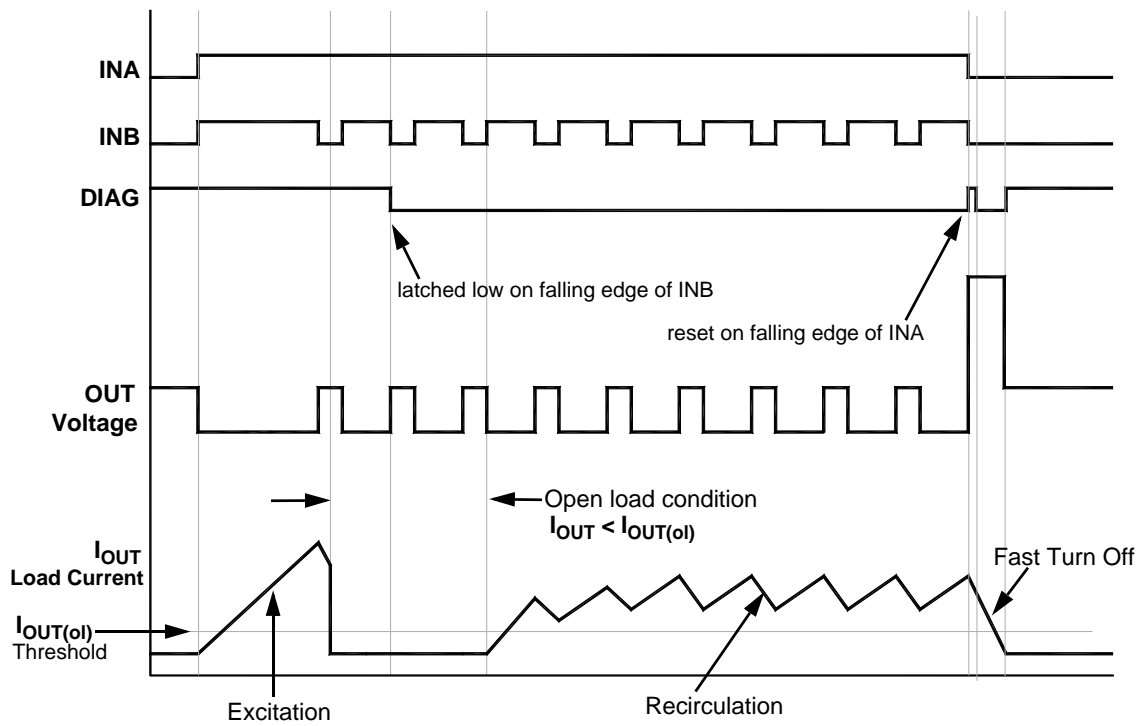 INA
INB
DIAG
latched low on falling edge of INB
reset on falling edge of INA
OUT
Voltage
Open load condition
IOUT < IOUT(ol)
IOUT
Load Current
Fast Turn Off
IOUT(ol)
Threshold
Excitation
Recirculation